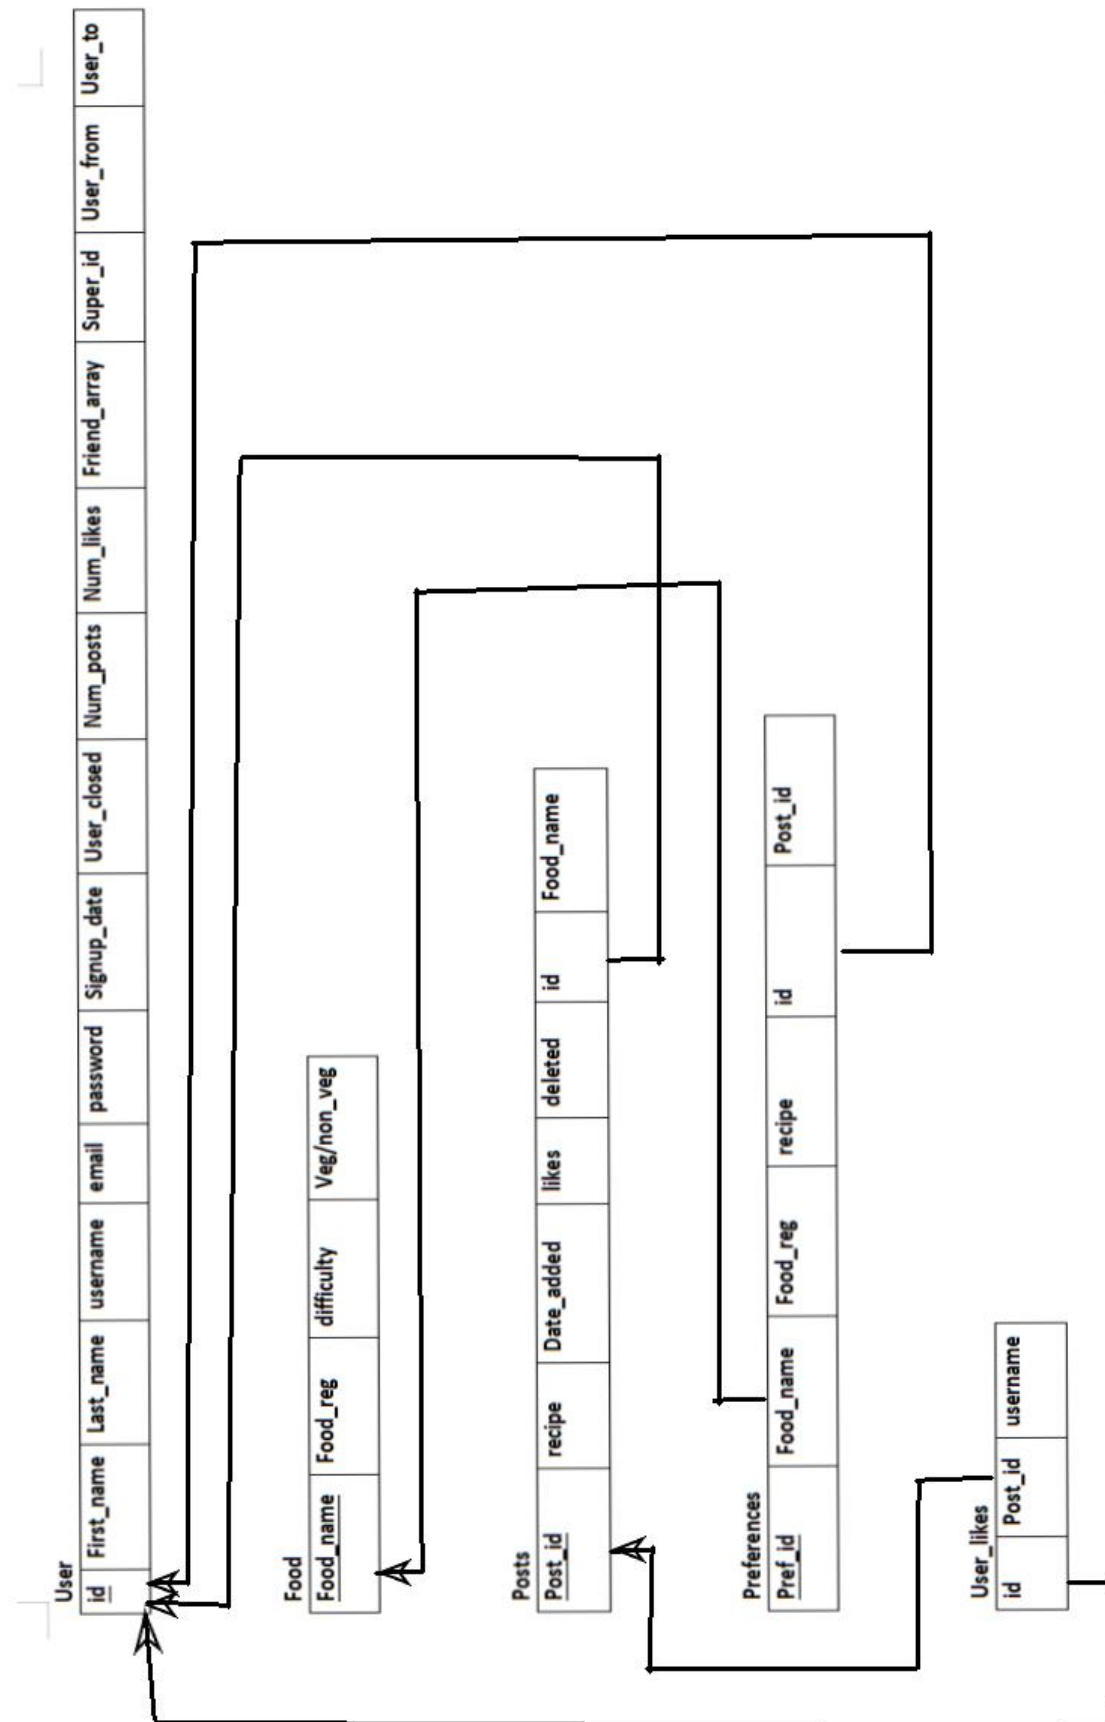 User
id First_name Last_name username email password Signup_date User_closed Num_posts Num_likes Friend_array Super_id User_from User_to
Food
Food_name Food_reg difficulty Veg/non_veg
Posts
Post_id recipe Date_added likes deleted id Food_name
Preferences
Pref_id Food_name Food_reg recipe id Post_id
User_likes
id Post_id username